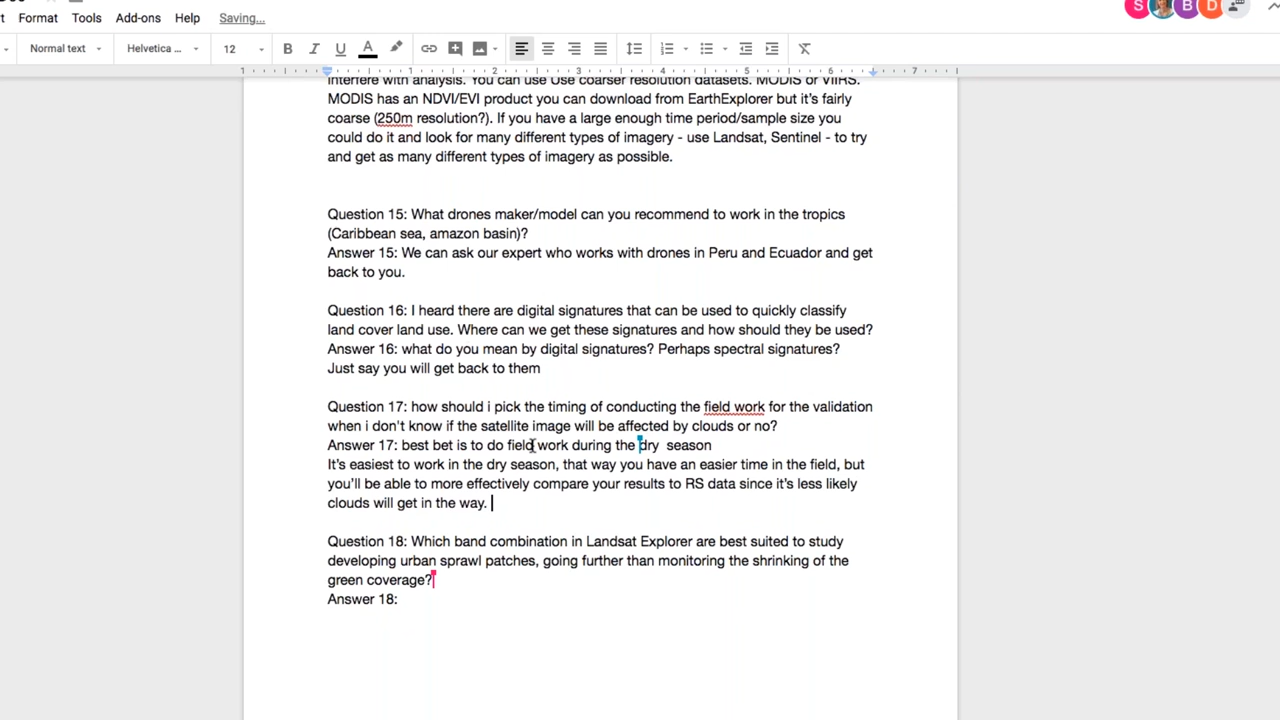 Format Tools Add-ons Help Saving...
S B D
Normal text Helvetica ... 12 B I U A
1 1 2 3 4 5 6 7
interfere with analysis. You can use Use coarser resolution datasets. MODIS or VIIRS.
MODIS has an NDVI/EVI product you can download from EarthExplorer but it's fairly
coarse (250m resolution?). If you have a large enough time period/sample size you
could do it and look for many different types of imagery - use Landsat, Sentinel - to try
and get as many different types of imagery as possible.
Question 15: What drones maker/model can you recommend to work in the tropics
(Caribbean sea, amazon basin)?
Answer 15: We can ask our expert who works with drones in Peru and Ecuador and get
back to you.
Question 16: I heard there are digital signatures that can be used to quickly classify
land cover land use. Where can we get these signatures and how should they be used?
Answer 16: what do you mean by digital signatures? Perhaps spectral signatures?
Just say you will get back to them
Question 17: how should i pick the timing of conducting the field work for the validation
when i don't know if the satellite image will be affected by clouds or no?
Answer 17: best bet is to do field work during the dry  season
It's easiest to work in the dry season, that way you have an easier time in the field, but
you'll be able to more effectively compare your results to RS data since it's less likely
clouds will get in the way.
Question 18: Which band combination in Landsat Explorer are best suited to study
developing urban sprawl patches, going further than monitoring the shrinking of the
green coverage?
Answer 18: